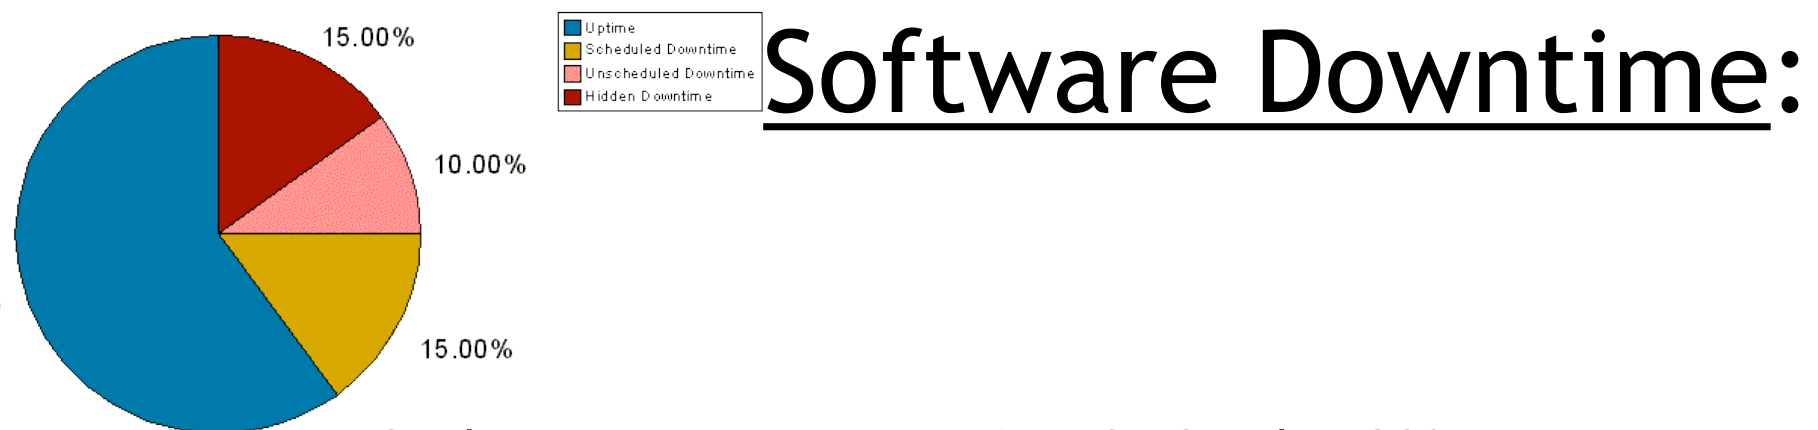 15.00%
10.00%
15.00%
Uptime
Scheduled Downtime
Unscheduled Downtime
Hidden Downtime
Software Downtime: